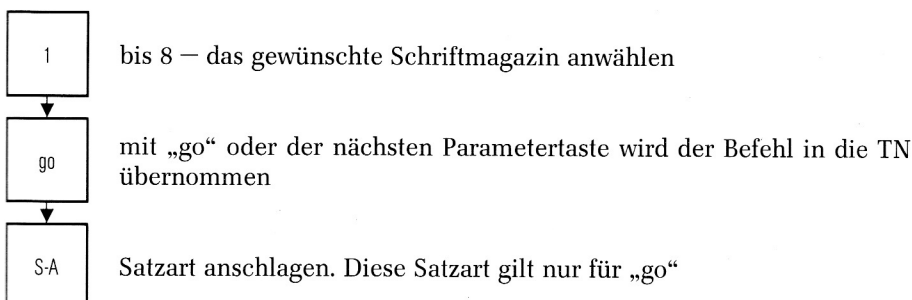 1 bis 8 — das gewünschte Schriftmagazin anwählen
go mit „go“ oder der nächsten Parametertaste wird der Befehl in die TN
übernommen
S-A Satzart anschlagen. Diese Satzart gilt nur für „go“